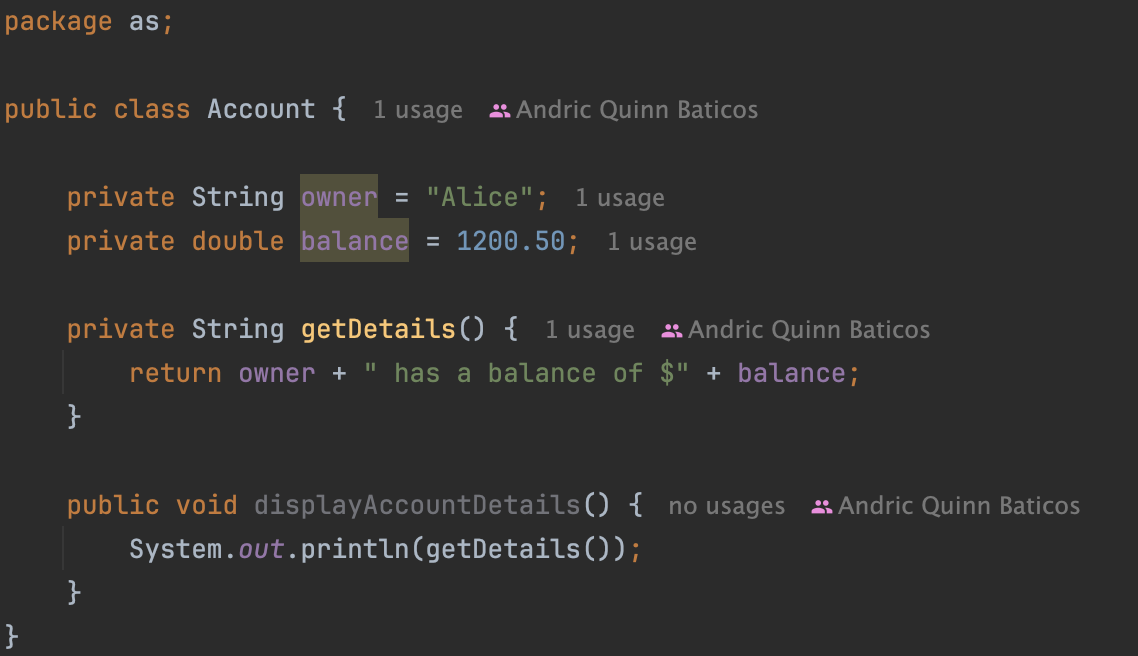 package as;
public class Account { 1 usage Andric Quinn Baticos
private String owner = "Alice"; 1 usage
private double balance = 1200.50; 1 usage
private String getDetails() { 1 usage Andric Quinn Baticos
return owner + " has a balance of $" + balance;
}
public void displayAccountDetails() { no usages Andric Quinn Baticos
System.out.println(getDetails());
}
}